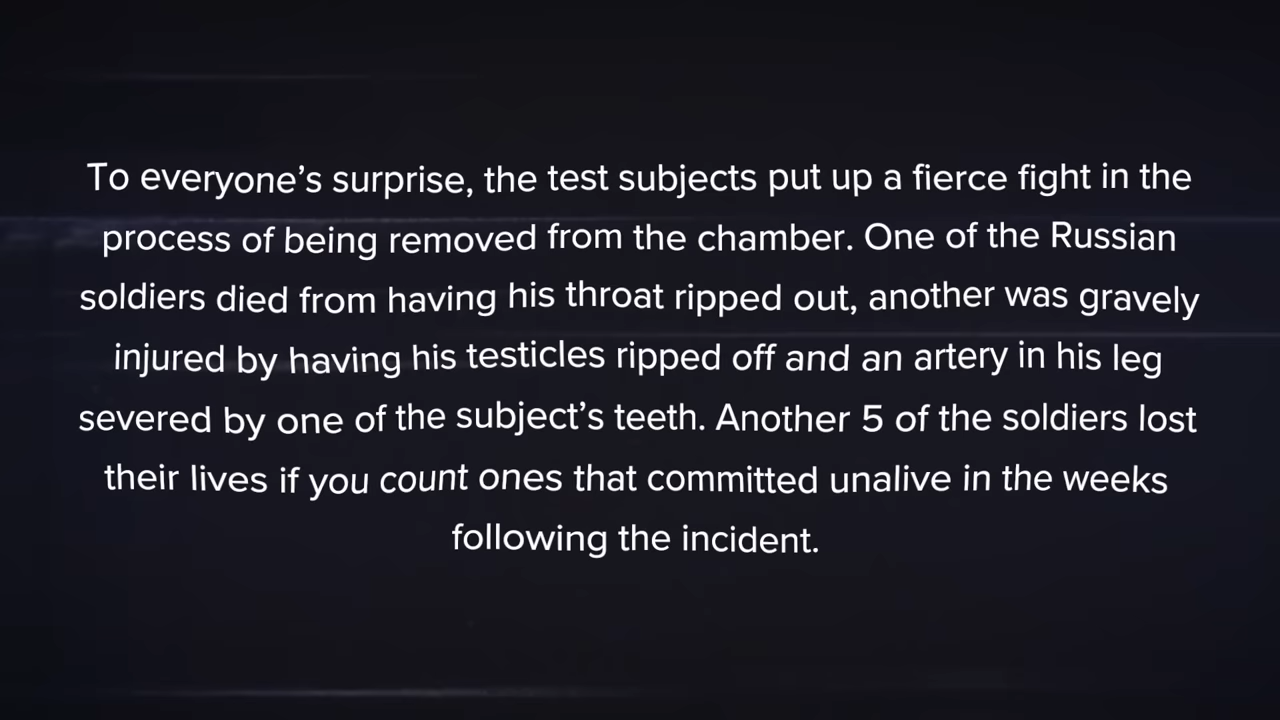 To everyone's surprise, the test subjects put up a fierce fight in the
process of being removed from the chamber. One of the Russian
soldiers died from having his throat ripped out, another was gravely
injured by having his testicles ripped off and an artery in his leg
severed by one of the subject's teeth. Another 5 of the soldiers lost
their lives if you count ones that committed unalive in the weeks
following the incident.